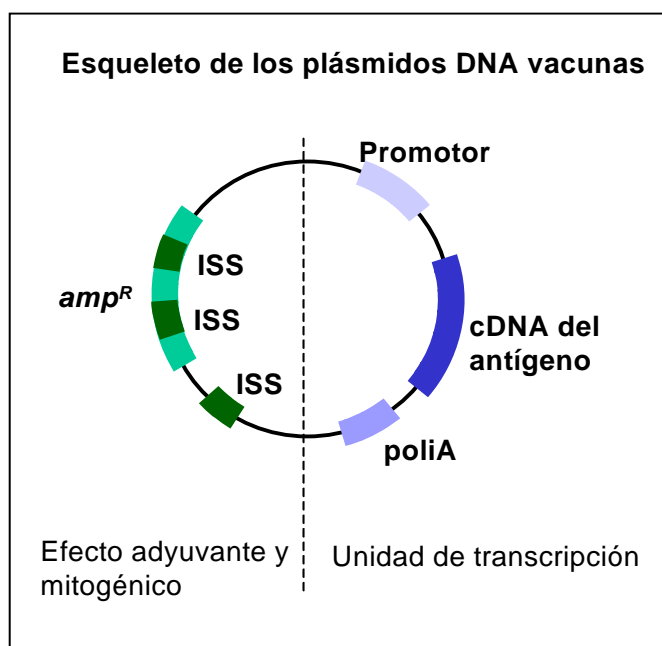 Esqueleto de los plásmidos DNA vacunas
Promotor
ISS
amp^R
ISS
cDNA del
antígeno
ISS
poliA
Efecto adyuvante y
mitogénico
Unidad de transcripción